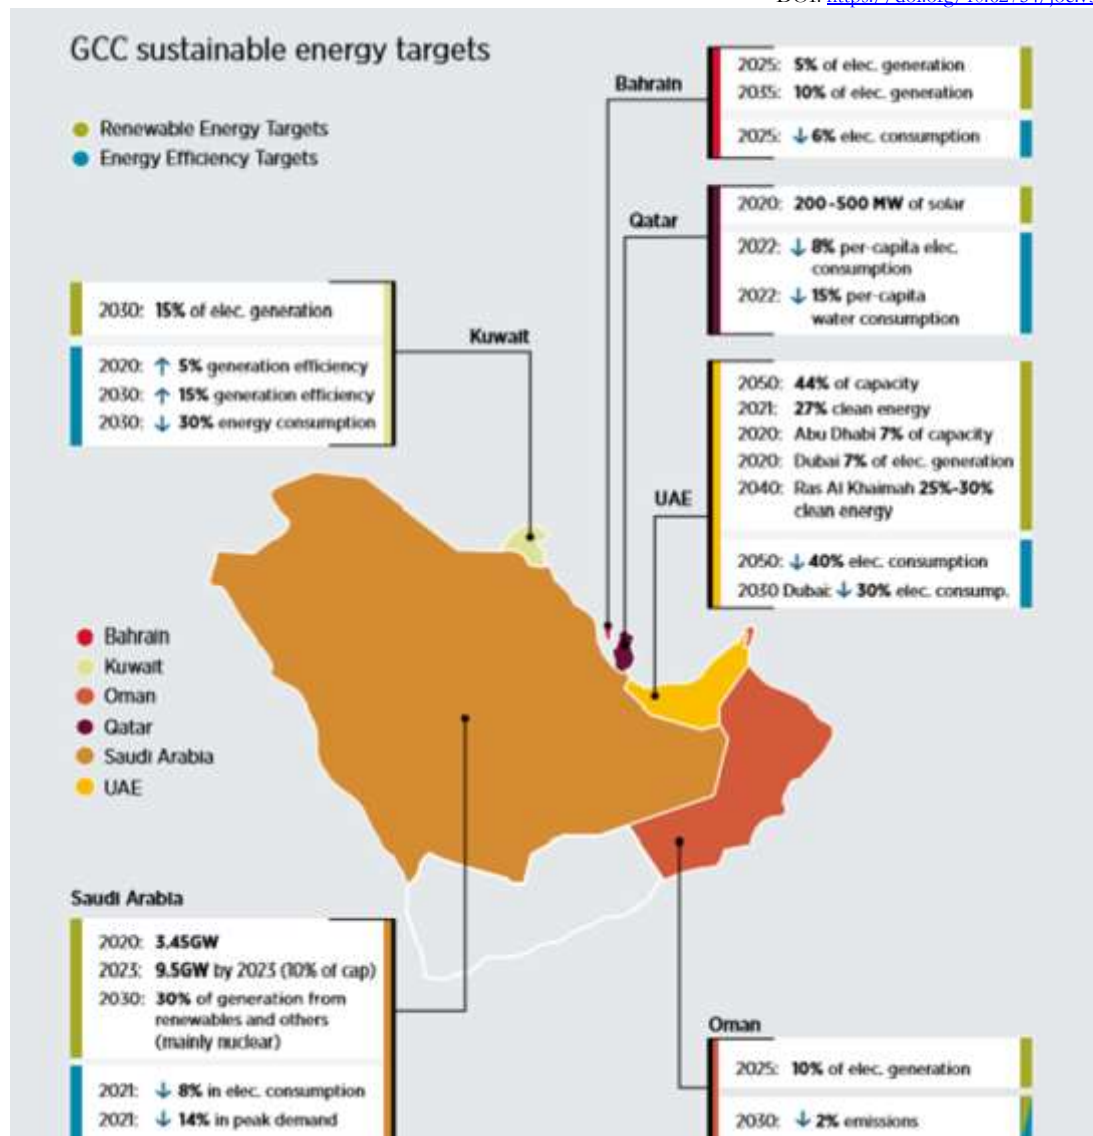 GCC sustainable energy targets
Renewable Energy Targets
Energy Efficiency Targets
Bahrain
2025: 5% of elec. generation
2035: 10% of elec. generation
2025: ↓ 6% elec. consumption
Qatar
2020: 200-500 MW of solar
2022: ↓ 8% per-capita elec.
consumption
2022: ↓ 15% per-capita
water consumption
Kuwait
2030: 15% of elec. generation
2020: ↑ 5% generation efficiency
2030: ↑ 15% generation efficiency
2030: ↓ 30% energy consumption
UAE
2050: 44% of capacity
2021: 27% clean energy
2020: Abu Dhabi 7% of capacity
2020: Dubai 7% of elec. generation
2040: Ras Al Khaimah 25%-30%
clean energy
2050: ↓ 40% elec. consumption
2030 Dubai: ↓ 30% elec. consump.
Bahrain
Kuwait
Oman
Qatar
Saudi Arabia
UAE
Saudi Arabia
2020: 3.45GW
2023: 9.5GW by 2023 (10% of cap)
2030: 30% of generation from
renewables and others
(mainly nuclear)
2021: ↓ 8% in elec. consumption
2021: ↓ 14% in peak demand
Oman
2025: 10% of elec. generation
2030: ↓ 2% emissions